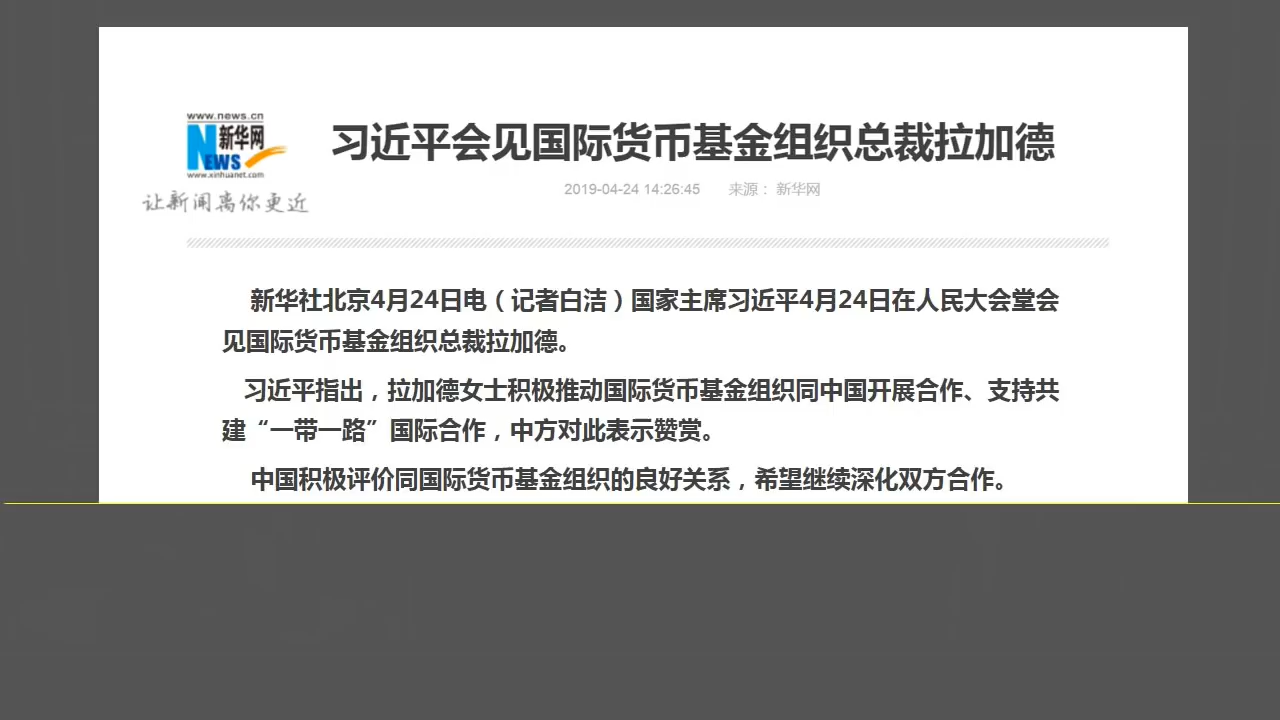 www.news.cn
新华网
NEWS
www.xinhuanet.com
让新闻离你更近
习近平会见国际货币基金组织总裁拉加德
2019-04-24 14:26:45 来源： 新华网
新华社北京4月24日电（记者白洁）国家主席习近平4月24日在人民大会堂会
见国际货币基金组织总裁拉加德。
习近平指出，拉加德女士积极推动国际货币基金组织同中国开展合作、支持共
建“一带一路”国际合作，中方对此表示赞赏。
中国积极评价同国际货币基金组织的良好关系，希望继续深化双方合作。